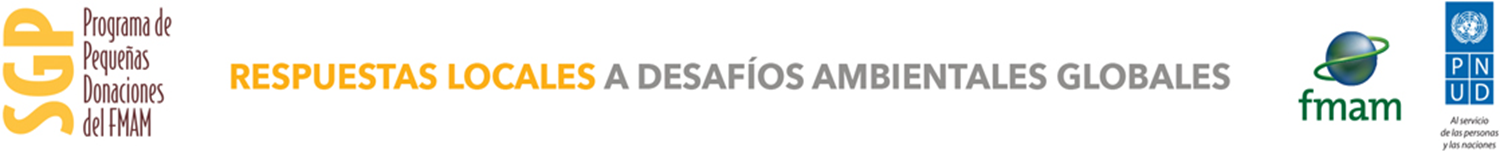 SGP
Programa de
Pequeñas
Donaciones
del FMAM
RESPUESTAS LOCALES A DESAFÍOS AMBIENTALES GLOBALES
fmam
P N
U D
Al servicio
de las personas
y las naciones